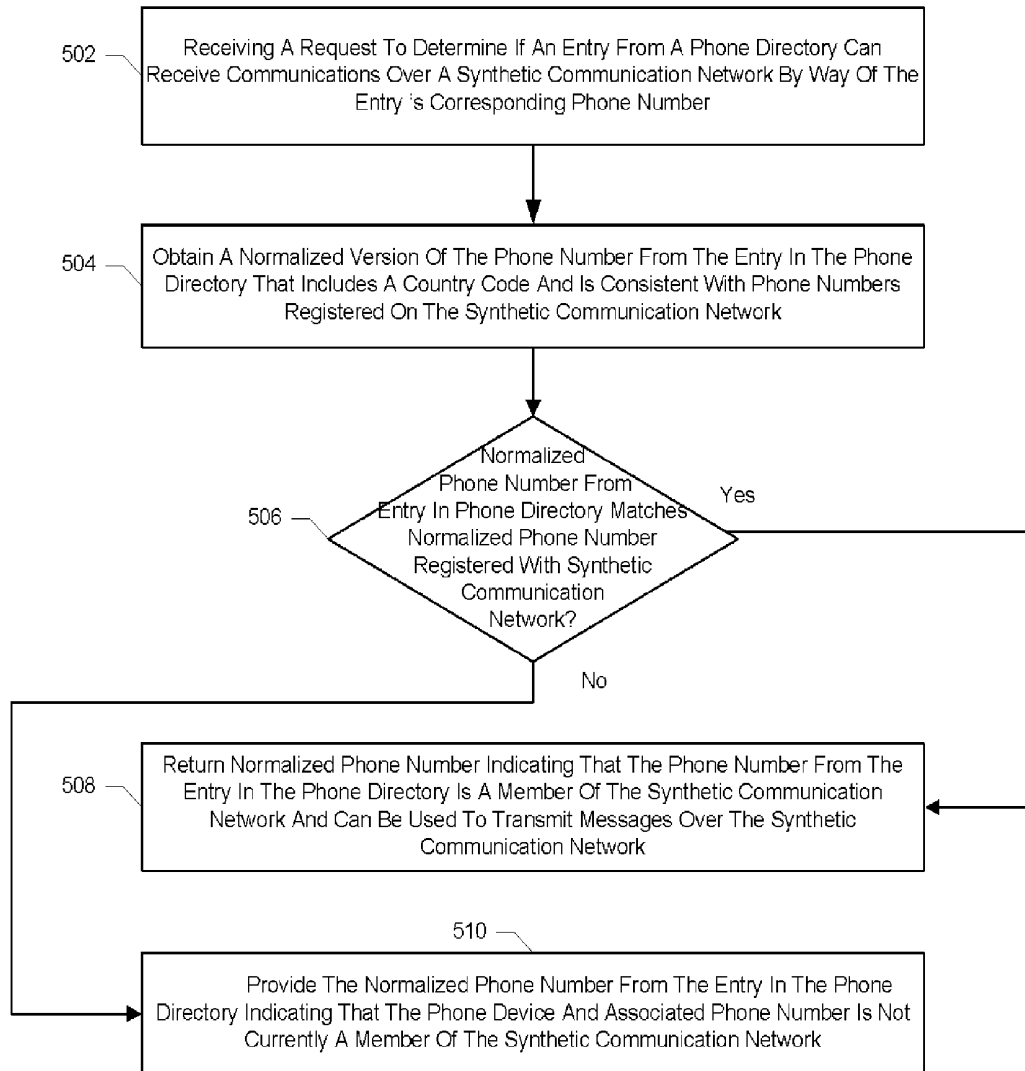 502
Receiving A Request To Determine If An Entry From A Phone Directory Can
Receive Communications Over A Synthetic Communication Network By Way Of The
Entry 's Corresponding Phone Number
504
Obtain A Normalized Version Of The Phone Number From The Entry In The Phone
Directory That Includes A Country Code And Is Consistent With Phone Numbers
Registered On The Synthetic Communication Network
506
Normalized
Phone Number From
Entry In Phone Directory Matches
Normalized Phone Number
Registered With Synthetic
Communication
Network?
Yes
No
508
Return Normalized Phone Number Indicating That The Phone Number From The
Entry In The Phone Directory Is A Member Of The Synthetic Communication
Network And Can Be Used To Transmit Messages Over The Synthetic
Communication Network
510
Provide The Normalized Phone Number From The Entry In The Phone
Directory Indicating That The Phone Device And Associated Phone Number Is Not
Currently A Member Of The Synthetic Communication Network